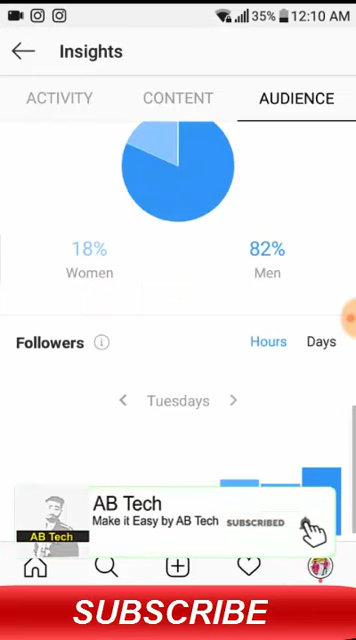 35% 12:10 AM
Insights
ACTIVITY CONTENT AUDIENCE
18% 82%
Women Men
Followers Hours Days
Tuesdays
AB Tech
Make it Easy by AB Tech SUBSCRIBED
AB Tech
SUBSCRIBE